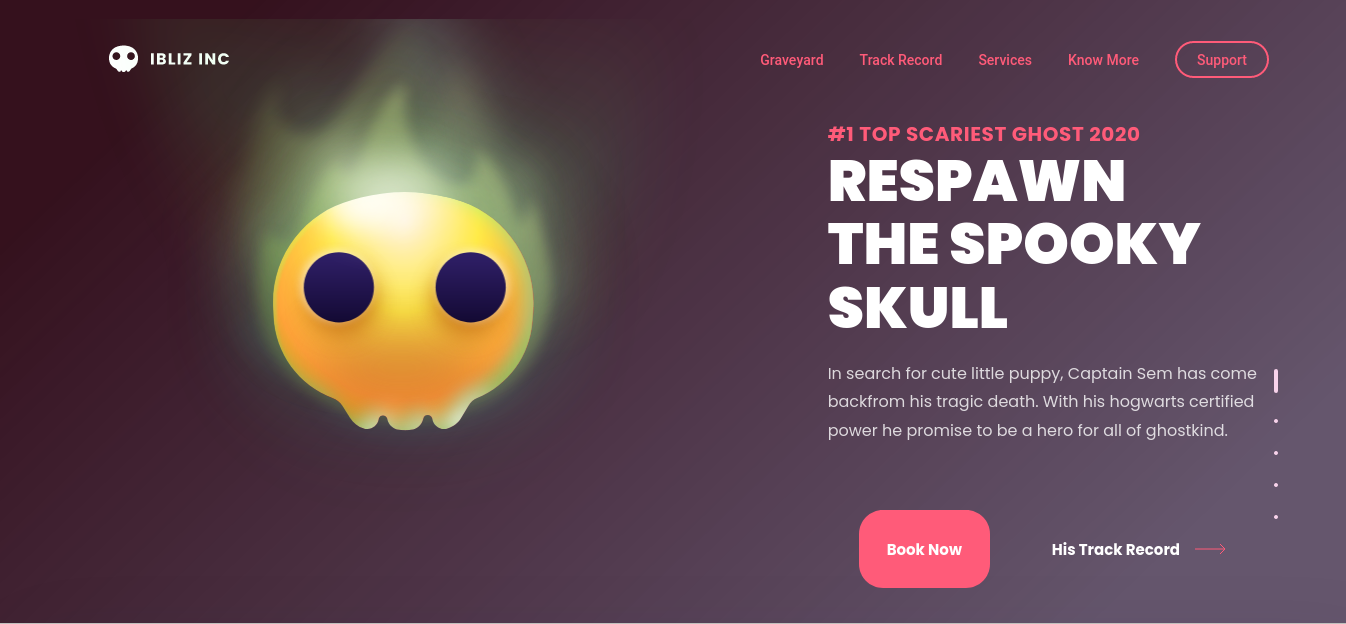 IBLIZ INC
Graveyard Track Record Services Know More Support
#1 TOP SCARIEST GHOST 2020
RESPAWN
THE SPOOKY
SKULL
In search for cute little puppy, Captain Sem has come
backfrom his tragic death. With his hogwarts certified
power he promise to be a hero for all of ghostkind.
Book Now His Track Record